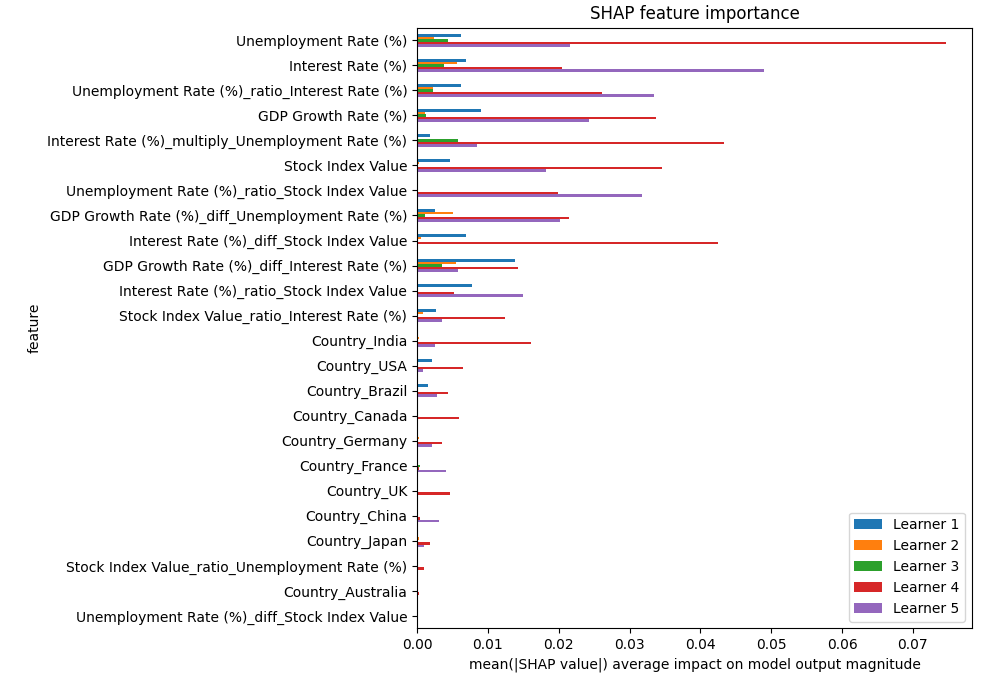 SHAP feature importance
Unemployment Rate (%)
Interest Rate (%)
Unemployment Rate (%)_ratio_Interest Rate (%)
GDP Growth Rate (%)
Interest Rate (%)_multiply_Unemployment Rate (%)
Stock Index Value
Unemployment Rate (%)_ratio_Stock Index Value
GDP Growth Rate (%)_diff_Unemployment Rate (%)
Interest Rate (%)_diff_Stock Index Value
GDP Growth Rate (%)_diff_Interest Rate (%)
Interest Rate (%)_ratio_Stock Index Value
Stock Index Value_ratio_Interest Rate (%)
Country_India
Country_USA
Country_Brazil
Country_Canada
Country_Germany
Country_France
Country_UK
Country_China
Country_Japan
Stock Index Value_ratio_Unemployment Rate (%)
Country_Australia
Unemployment Rate (%)_diff_Stock Index Value
feature
Learner 1
Learner 2
Learner 3
Learner 4
Learner 5
0.00 0.01 0.02 0.03 0.04 0.05 0.06 0.07
mean(|SHAP value|) average impact on model output magnitude